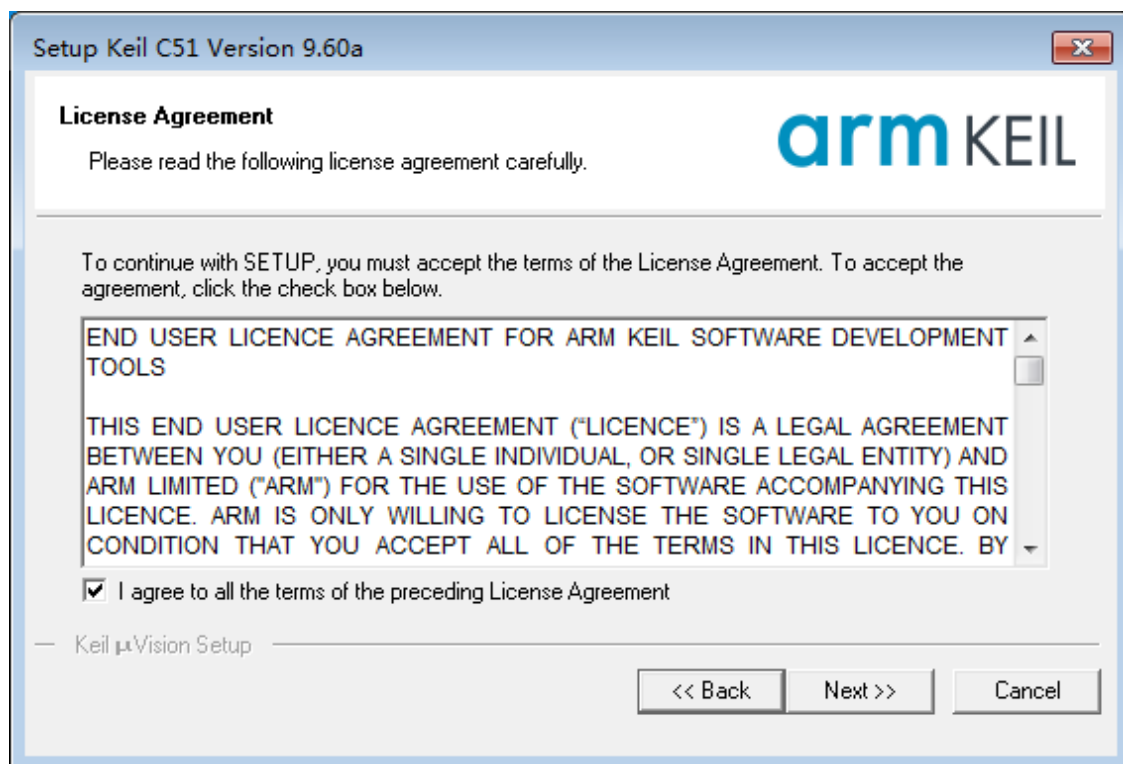 Setup Keil C51 Version 9.60a
License Agreement
Please read the following license agreement carefully.
arm KEIL
To continue with SETUP, you must accept the terms of the License Agreement. To accept the
agreement, click the check box below.
END USER LICENCE AGREEMENT FOR ARM KEIL SOFTWARE DEVELOPMENT
TOOLS
THIS END USER LICENCE AGREEMENT (“LICENCE”) IS A LEGAL AGREEMENT
BETWEEN YOU (EITHER A SINGLE INDIVIDUAL, OR SINGLE LEGAL ENTITY) AND
ARM LIMITED ("ARM") FOR THE USE OF THE SOFTWARE ACCOMPANYING THIS
LICENCE. ARM IS ONLY WILLING TO LICENSE THE SOFTWARE TO YOU ON
CONDITION THAT YOU ACCEPT ALL OF THE TERMS IN THIS LICENCE. BY
I agree to all the terms of the preceding License Agreement
Keil µVision Setup
<< Back
Next >>
Cancel